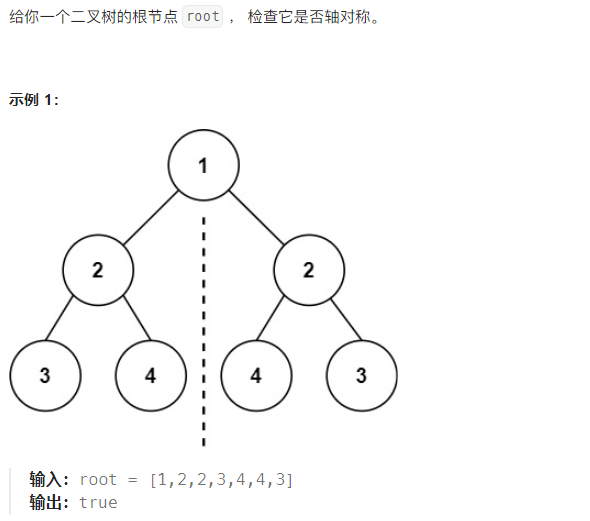 给你一个二叉树的根节点 root ， 检查它是否轴对称。
示例 1：
1
2 2
3 4 4 3
输入：root = [1,2,2,3,4,4,3]
输出：true